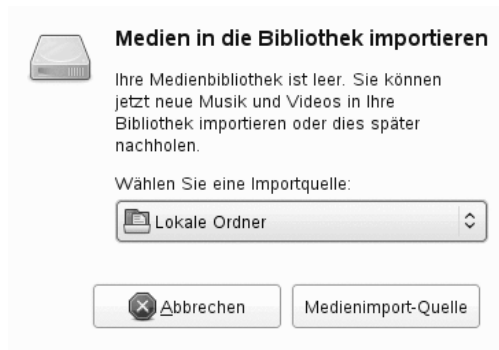 Medien in die Bibliothek importieren
Ihre Medienbibliothek ist leer. Sie können
jetzt neue Musik und Videos in Ihre
Bibliothek importieren oder dies später
nachholen.
Wählen Sie eine Importquelle:
Lokale Ordner
Abbrechen
Medienimport-Quelle